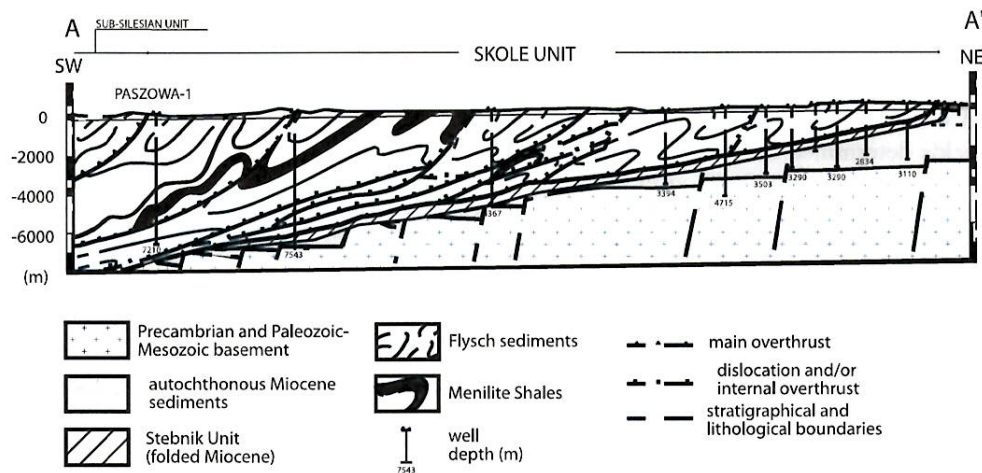 A
SUB-SILESIAN UNIT
A'
SKOLE UNIT
SW
NE
PASZOWA-1
0
-2000
-4000
-6000
(m)
7210
7543
4367
3394
4715
3503
3290
3290
2834
3110
Precambrian and Paleozoic-
Mesozoic basement
autochthonous Miocene
sediments
Stebnik Unit
(folded Miocene)
Flysch sediments
Menilite Shales
well
depth (m)
7543
main overthrust
dislocation and/or
internal overthrust
stratigraphical and
lithological boundaries